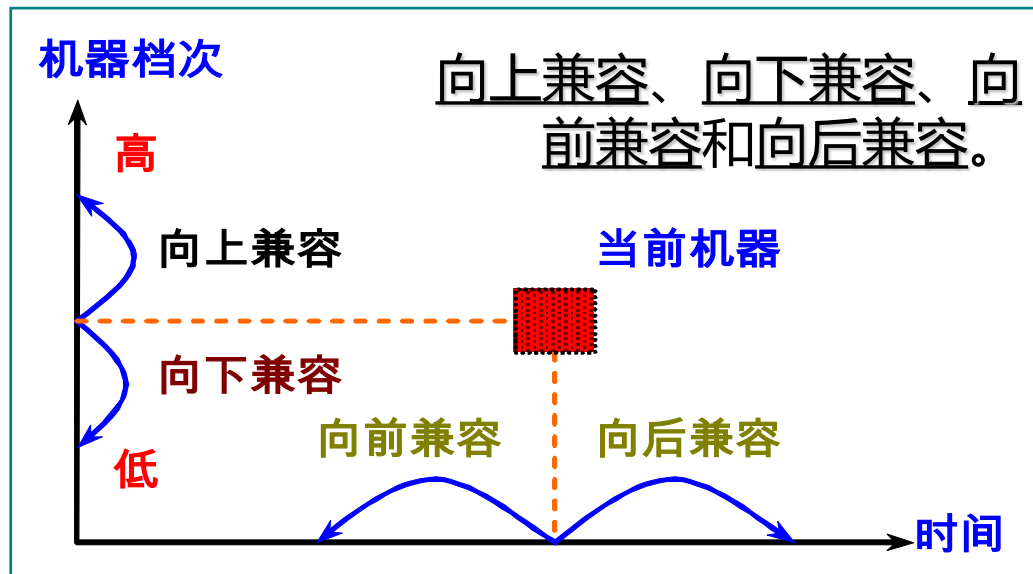 机器档次
向上兼容、向下兼容、向
前兼容和向后兼容。
高
向上兼容
当前机器
向下兼容
向前兼容
向后兼容
低
时间